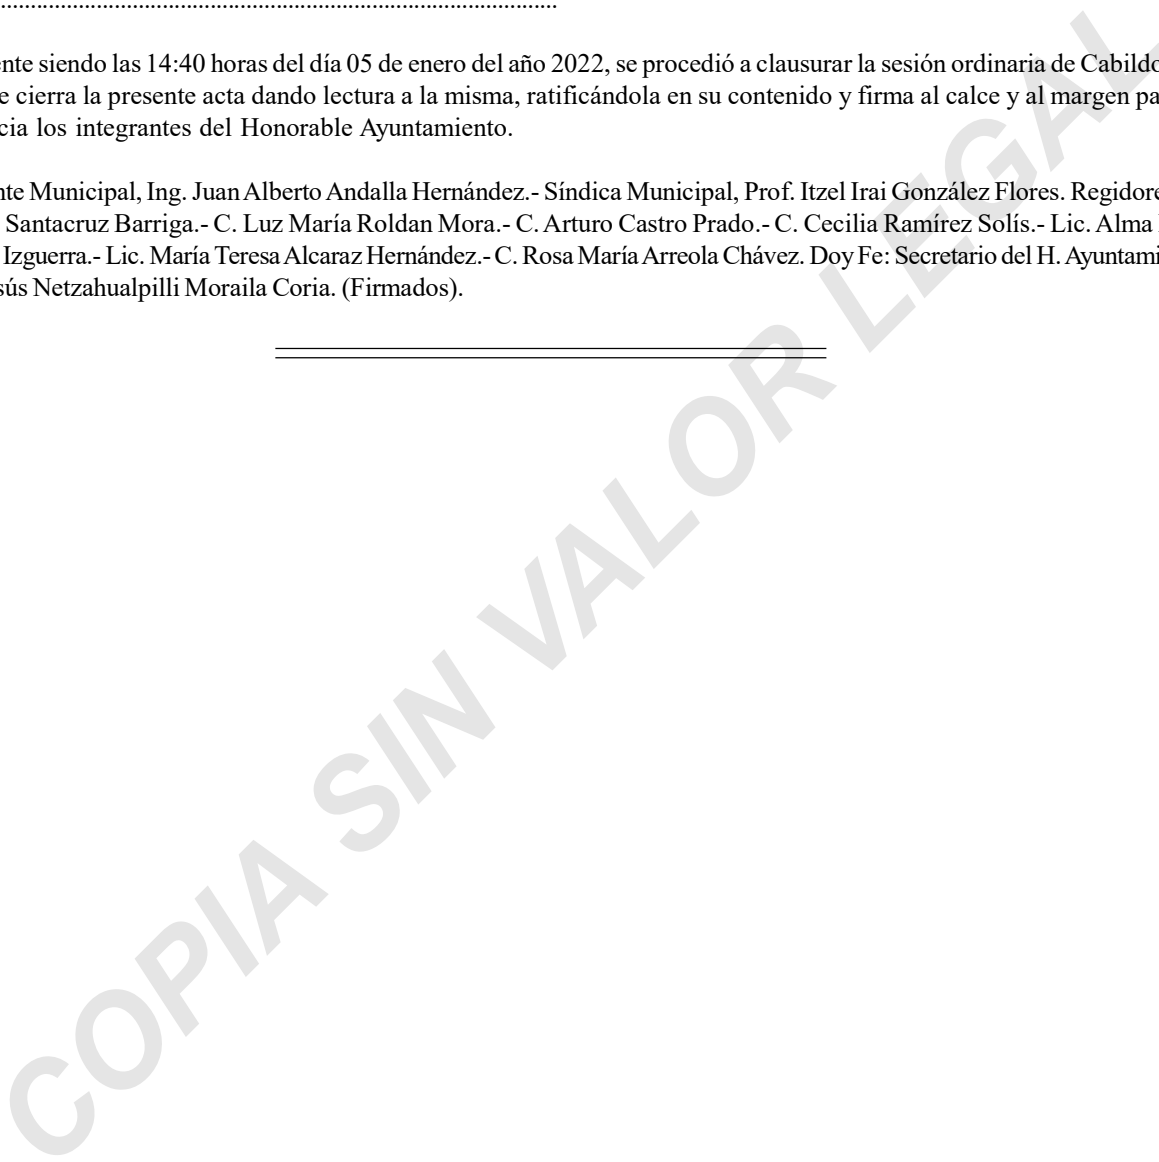 ...........................................................................................
nte siendo las 14:40 horas del día 05 de enero del año 2022, se procedió a clausurar la sesión ordinaria de Cabildo
e cierra la presente acta dando lectura a la misma, ratificándola en su contenido y firma al calce y al margen pa
cia los integrantes del Honorable Ayuntamiento.
nte Municipal, Ing. Juan Alberto Andalla Hernández.- Síndica Municipal, Prof. Itzel Irai González Flores. Regidore
Santacruz Barriga.- C. Luz María Roldan Mora.- C. Arturo Castro Prado.- C. Cecilia Ramírez Solís.- Lic. Alma
Izguerra.- Lic. María Teresa Alcaraz Hernández.- C. Rosa María Arreola Chávez. Doy Fe: Secretario del H. Ayuntami
sús Netzahualpilli Moraila Coria. (Firmados).
COPIA SIN VALOR LEGAL